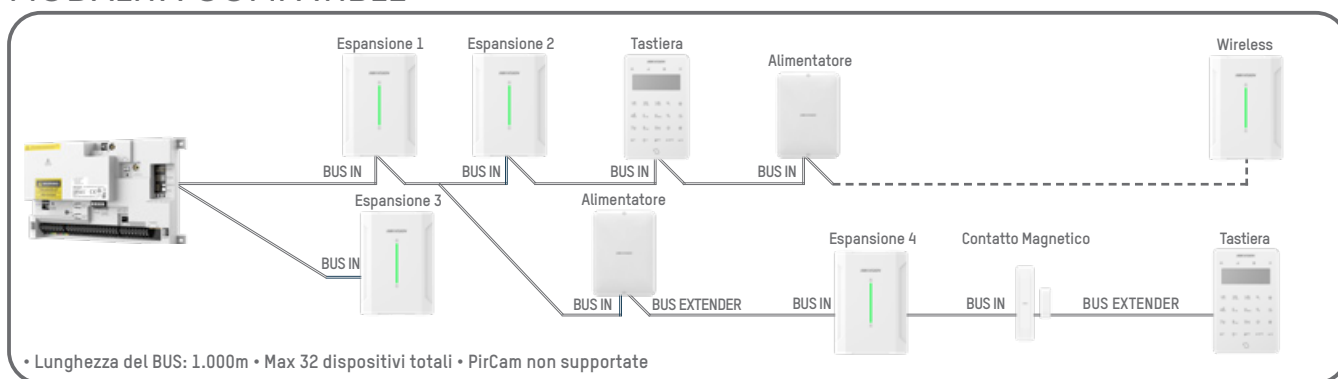 Espansione 1
Espansione 2
Tastiera
Alimentatore
Wireless
BUS IN
BUS IN
BUS IN
BUS IN
Espansione 3
Alimentatore
BUS IN
Espansione 4
Contatto Magnetico
Tastiera
BUS IN
BUS EXTENDER
BUS IN
BUS IN
BUS EXTENDER
• Lunghezza del BUS: 1.000m • Max 32 dispositivi totali • PirCam non supportate